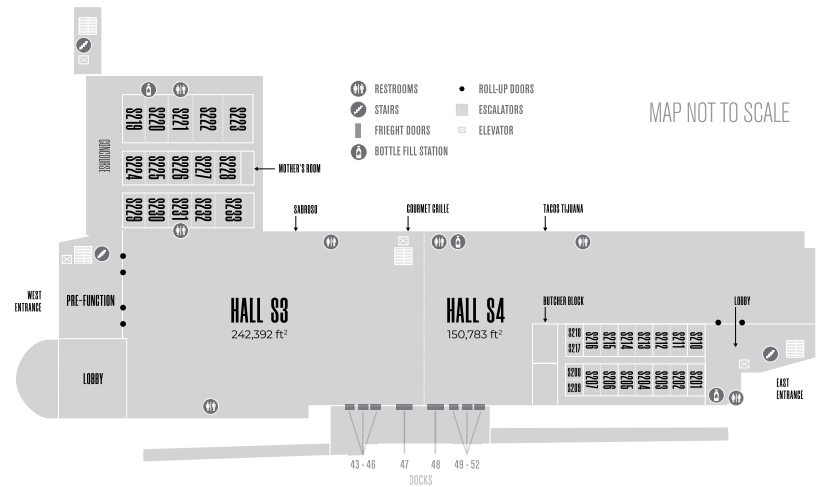 RESTROOMS
STAIRS
FRIEGHT DOORS
BOTTLE FILL STATION
ROLL-UP DOORS
ESCALATORS
ELEVATOR
MAP NOT TO SCALE
CONCOURSE
S219
S220
S221
S222
S223
S224
S225
S226
S227
S228
MOTHER'S ROOM
S229
S230
S231
S232
S233
SABROSO
GOURMET GRILLE
TACOS TIJUANA
WEST
ENTRANCE
PRE-FUNCTION
LOBBY
HALL S3
242,392 ft²
HALL S4
150,783 ft²
BUTCHER BLOCK
LOBBY
S218
S217
S216
S215
S214
S213
S212
S211
S210
S208
S209
S207
S206
S205
S204
S203
S202
S201
EAST
ENTRANCE
43 - 46
47
48
49 - 52
DOCKS